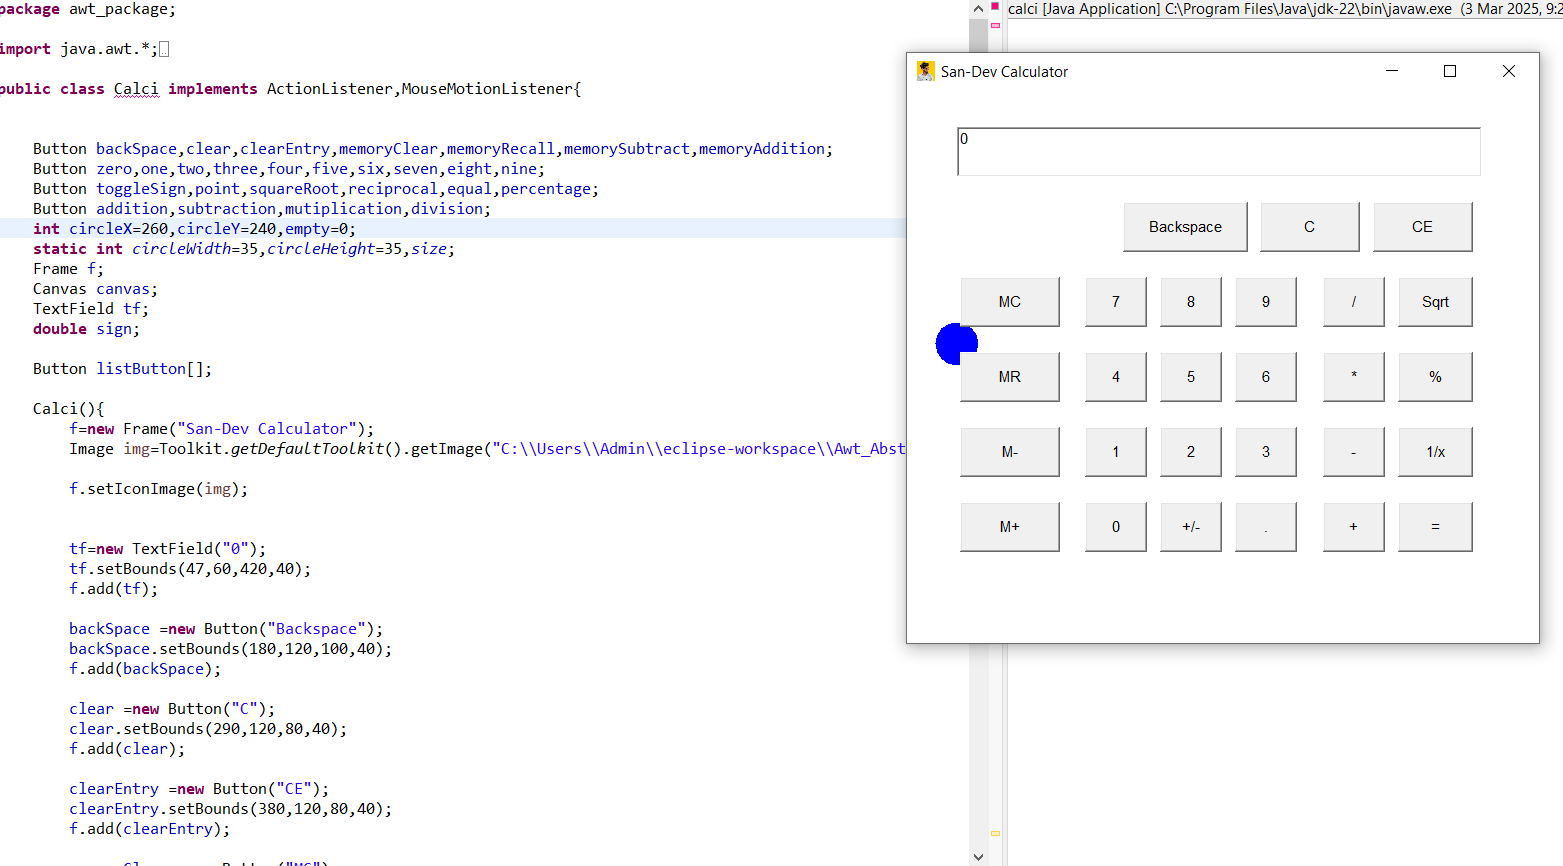 package awt_package;
import java.awt.*;
public class Calci implements ActionListener,MouseMotionListener{
Button backSpace,clear,clearEntry,memoryClear,memoryRecall,memorySubtract,memoryAddition;
Button zero,one,two,three,four,five,six,seven,eight,nine;
Button toggleSign,point,squareRoot,reciprocal,equal,percentage;
Button addition,subtraction,mutiplication,division;
int circleX=260,circleY=240,empty=0;
static int circleWidth=35,circleHeight=35,size;
Frame f;
Canvas canvas;
TextField tf;
double sign;
Button listButton[];
Calci(){
f=new Frame("San-Dev Calculator");
Image img=Toolkit.getDefaultToolkit().getImage("C:\\Users\\Admin\\eclipse-workspace\\Awt_Abst
f.setIconImage(img);
tf=new TextField("0");
tf.setBounds(47,60,420,40);
f.add(tf);
backSpace =new Button("Backspace");
backSpace.setBounds(180,120,100,40);
f.add(backSpace);
clear =new Button("C");
clear.setBounds(290,120,80,40);
f.add(clear);
clearEntry =new Button("CE");
clearEntry.setBounds(380,120,80,40);
f.add(clearEntry);
calci [Java Application] C:\Program Files\Java\jdk-22\bin\javaw.exe (3 Mar 2025, 9:2
San-Dev Calculator
0
Backspace C CE
MC 7 8 9 / Sqrt
MR 4 5 6 * %
M- 1 2 3 - 1/x
M+ 0 +/- . + =